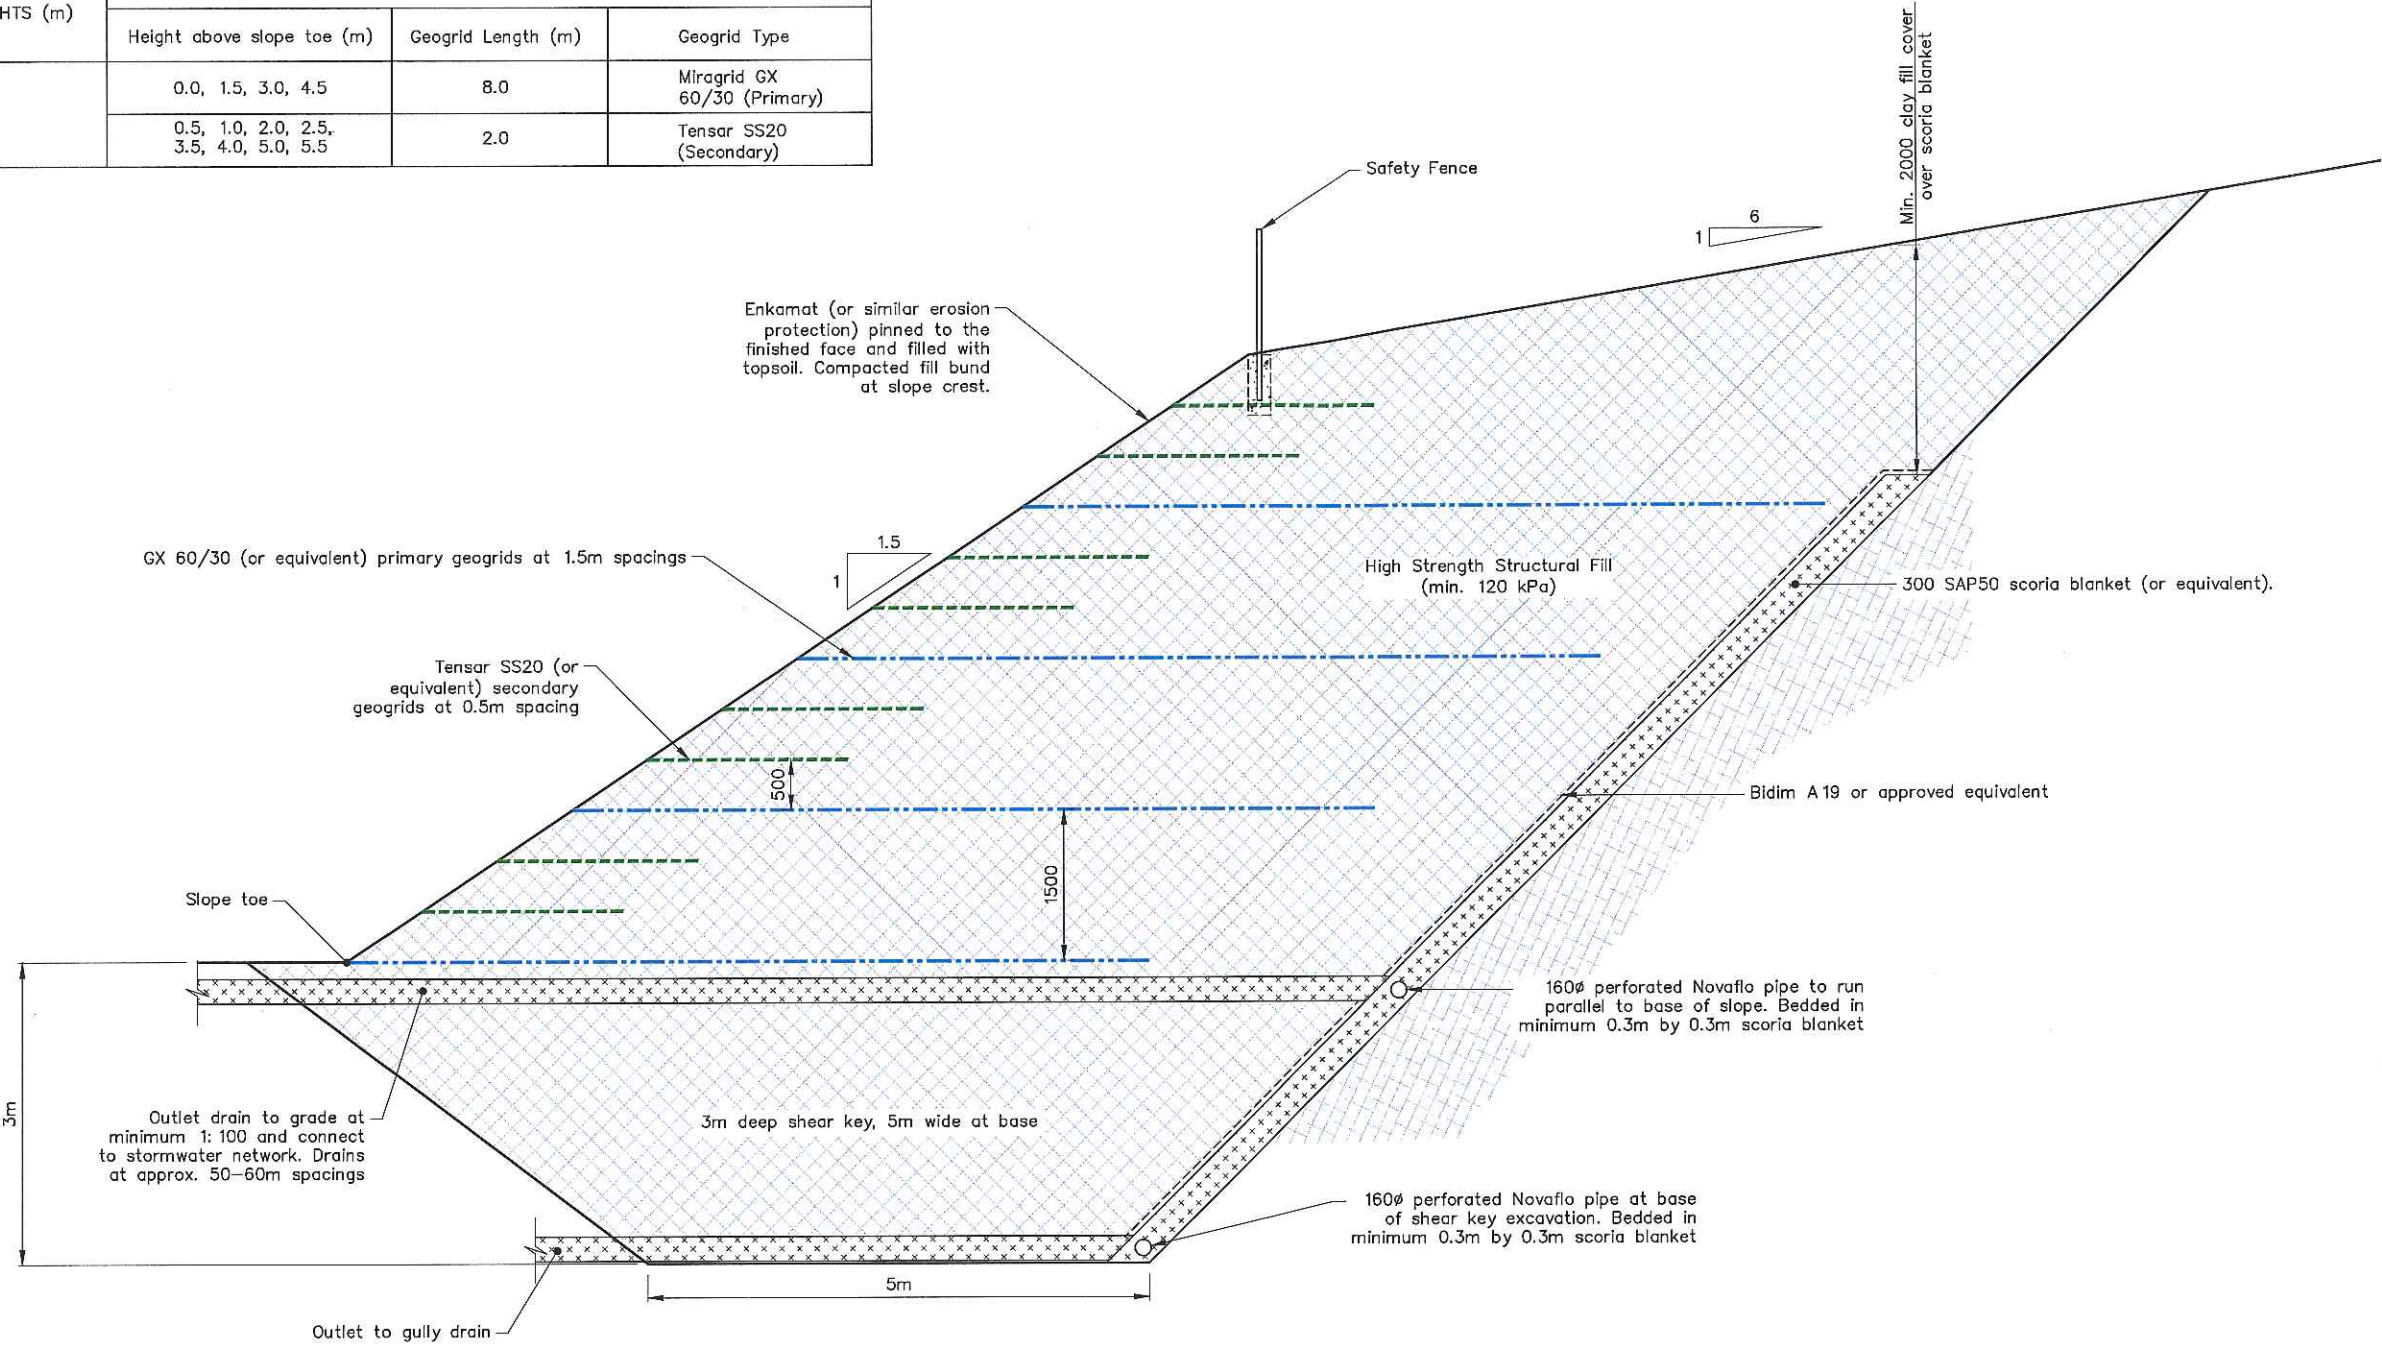 HTS (m)
Height above slope toe (m)
Geogrid Length (m)
Geogrid Type
0.0, 1.5, 3.0, 4.5
8.0
Miragrid GX
60/30 (Primary)
0.5, 1.0, 2.0, 2.5,
3.5, 4.0, 5.0, 5.5
2.0
Tensar SS20
(Secondary)
Min. 2000 clay fill cover
over scoria blanket
Safety Fence
6
1
Enkamat (or similar erosion
protection) pinned to the
finished face and filled with
topsoil. Compacted fill bund
at slope crest.
1.5
1
GX 60/30 (or equivalent) primary geogrids at 1.5m spacings
High Strength Structural Fill
(min. 120 kPa)
300 SAP50 scoria blanket (or equivalent).
Tensar SS20 (or
equivalent) secondary
geogrids at 0.5m spacing
500
Bidim A19 or approved equivalent
1500
Slope toe
160ø perforated Novaflo pipe to run
parallel to base of slope. Bedded in
minimum 0.3m by 0.3m scoria blanket
3m
Outlet drain to grade at
minimum 1: 100 and connect
to stormwater network. Drains
at approx. 50-60m spacings
3m deep shear key, 5m wide at base
160ø perforated Novaflo pipe at base
of shear key excavation. Bedded in
minimum 0.3m by 0.3m scoria blanket
5m
Outlet to gully drain